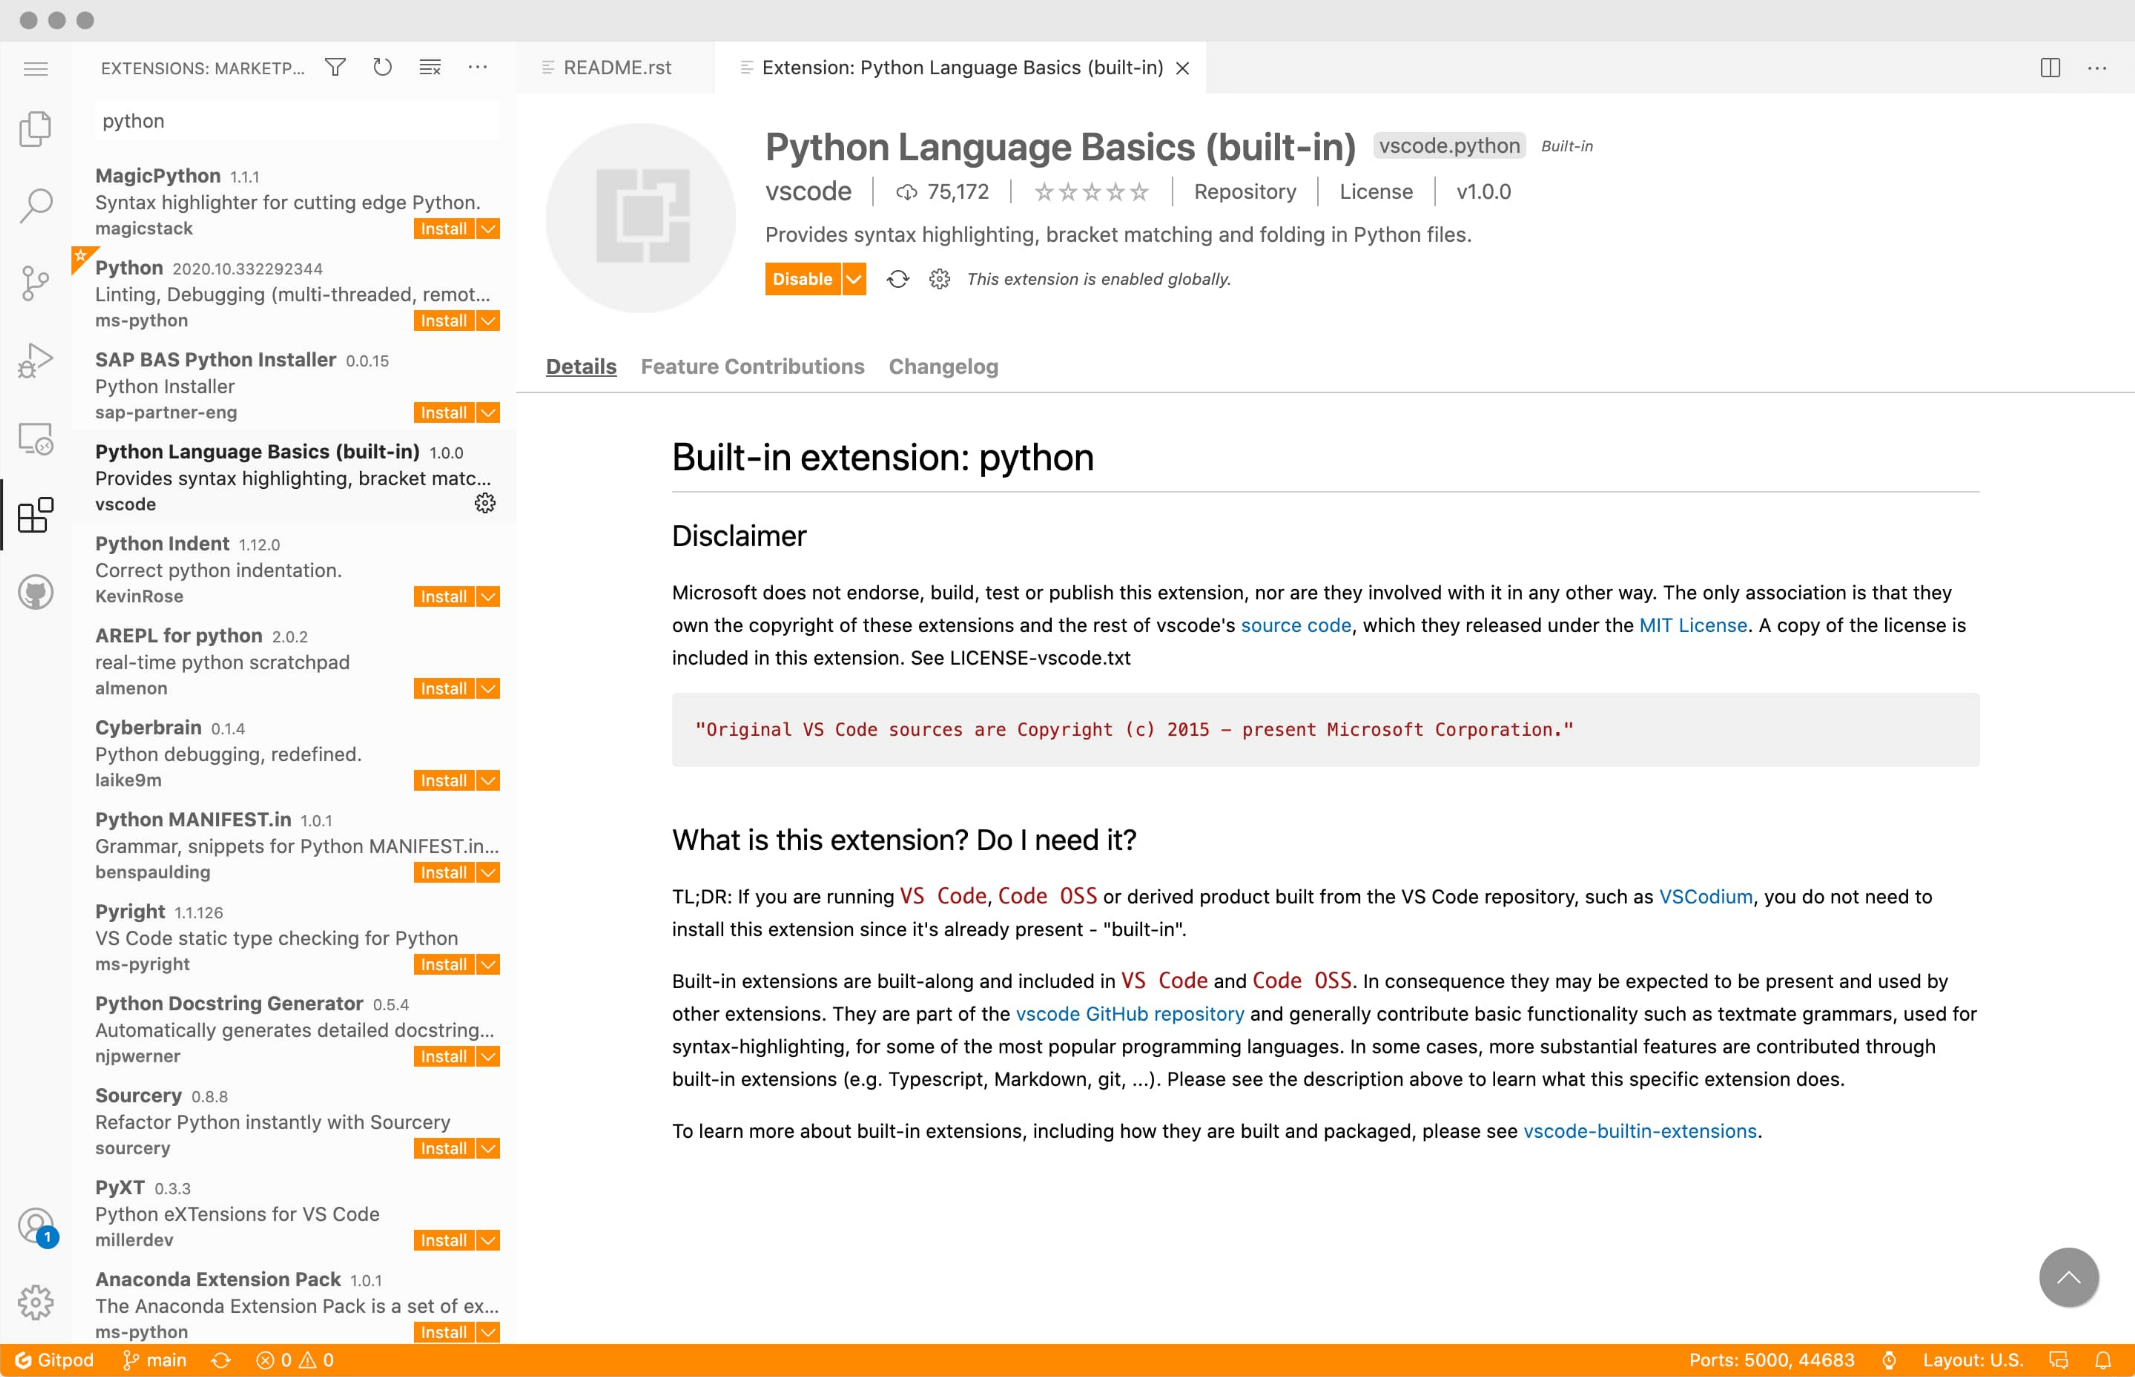 EXTENSIONS: MARKETP...
python
MagicPython 1.1.1
Syntax highlighter for cutting edge Python.
magicstack Install
Python 2020.10.332292344
Linting, Debugging (multi-threaded, remot...
ms-python Install
SAP BAS Python Installer 0.0.15
Python Installer
sap-partner-eng Install
Python Language Basics (built-in) 1.0.0
Provides syntax highlighting, bracket matc...
vscode
Python Indent 1.12.0
Correct python indentation.
KevinRose Install
AREPL for python 2.0.2
real-time python scratchpad
almenon Install
Cyberbrain 0.1.4
Python debugging, redefined.
laike9m Install
Python MANIFEST.in 1.0.1
Grammar, snippets for Python MANIFEST.in...
benspaulding Install
Pyright 1.1.126
VS Code static type checking for Python
ms-pyright Install
Python Docstring Generator 0.5.4
Automatically generates detailed docstring...
njpwerner Install
Sourcery 0.8.8
Refactor Python instantly with Sourcery
sourcery Install
PyXT 0.3.3
Python eXTensions for VS Code
millerdev Install
Anaconda Extension Pack 1.0.1
The Anaconda Extension Pack is a set of ex...
ms-python Install
1
README.rst Extension: Python Language Basics (built-in)
Python Language Basics (built-in) vscode.python Built-in
vscode 75,172 Repository License v1.0.0
Provides syntax highlighting, bracket matching and folding in Python files.
Disable This extension is enabled globally.
Details Feature Contributions Changelog
Built-in extension: python
Disclaimer
Microsoft does not endorse, build, test or publish this extension, nor are they involved with it in any other way. The only association is that they
own the copyright of these extensions and the rest of vscode's source code, which they released under the MIT License. A copy of the license is
included in this extension. See LICENSE-vscode.txt
"Original VS Code sources are Copyright (c) 2015 – present Microsoft Corporation."
What is this extension? Do I need it?
TL;DR: If you are running VS Code, Code OSS or derived product built from the VS Code repository, such as VSCodium, you do not need to
install this extension since it's already present - "built-in".
Built-in extensions are built-along and included in VS Code and Code OSS. In consequence they may be expected to be present and used by
other extensions. They are part of the vscode GitHub repository and generally contribute basic functionality such as textmate grammars, used for
syntax-highlighting, for some of the most popular programming languages. In some cases, more substantial features are contributed through
built-in extensions (e.g. Typescript, Markdown, git, ...). Please see the description above to learn what this specific extension does.
To learn more about built-in extensions, including how they are built and packaged, please see vscode-builtin-extensions.
Gitpod main 0 0 Ports: 5000, 44683 Layout: U.S.